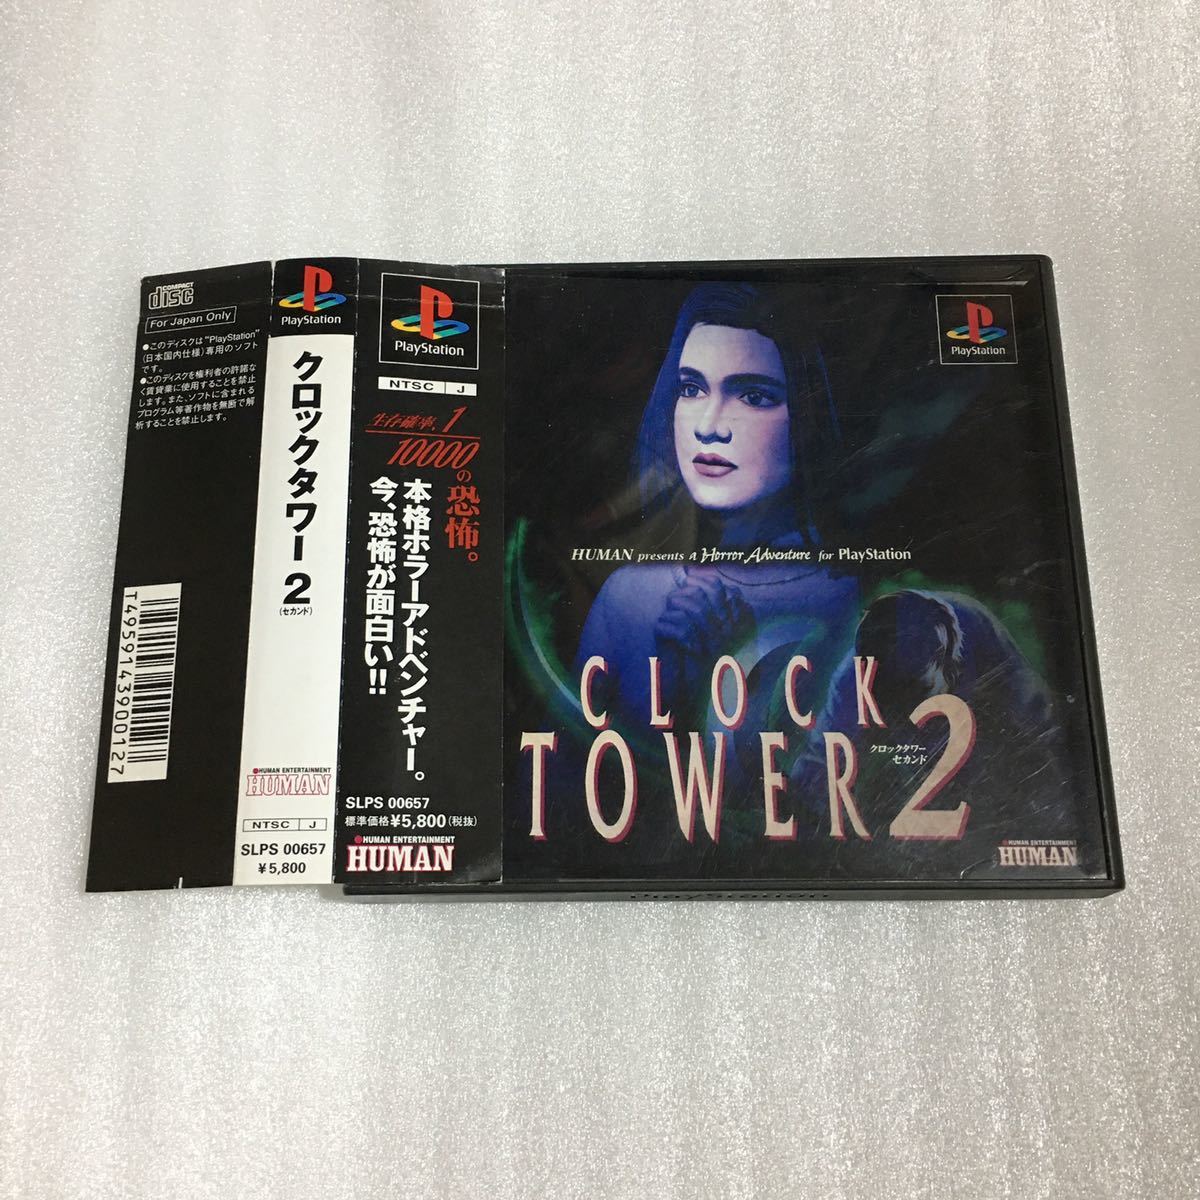 COMPACT
disc
For Japan Only
●このディスクは"PlayStation"
(日本国内仕様)専用のソフト
です。
●このディスクを権利者の許諾な
く賃貸業に使用することを禁止
します。また、ソフトに含まれる
プログラム等著作物を無断で解
析することを禁止します。
T4959143900127
PlayStation
クロックタワー2
(セカンド)
HUMAN ENTERTAINMENT
HUMAN
NTSC J
SLPS 00657
¥5,800
PlayStation
NTSC J
生存確率、1
10000の恐怖。
本格ホラーアドベンチャー。
今、恐怖が面白い!!
SLPS 00657
標準価格¥5,800(税抜)
HUMAN ENTERTAINMENT
HUMAN
PlayStation
HUMAN presents a Horror Adventure for PlayStation
CLOCK
TOWER 2
クロックタワー
セカンド
HUMAN ENTERTAINMENT
HUMAN
PlayStation